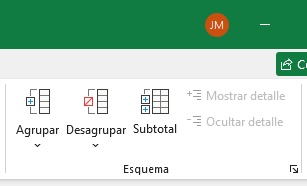 JM
Co
Mostrar detalle
Ocultar detalle
Agrupar
Desagrupar
Subtotal
Esquema